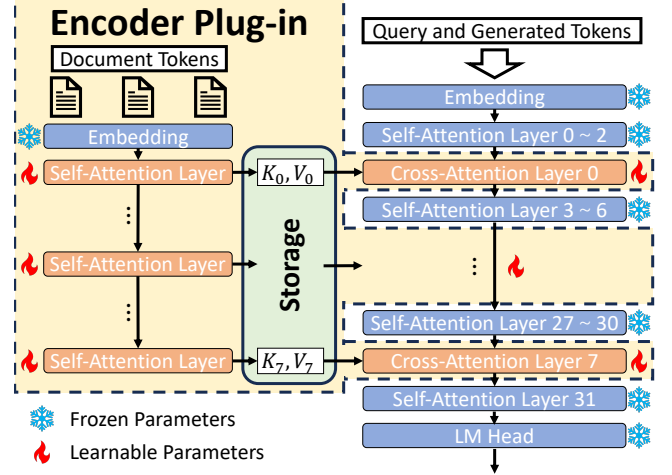 Encoder Plug-in
Document Tokens
Embedding
Self-Attention Layer
...
Self-Attention Layer
...
Self-Attention Layer
K₀, V₀
Storage
K₇, V₇
Query and Generated Tokens
Embedding
Self-Attention Layer 0 ~ 2
Cross-Attention Layer 0
Self-Attention Layer 3 ~ 6
...
Self-Attention Layer 27 ~ 30
Cross-Attention Layer 7
Self-Attention Layer 31
LM Head
Frozen Parameters
Learnable Parameters